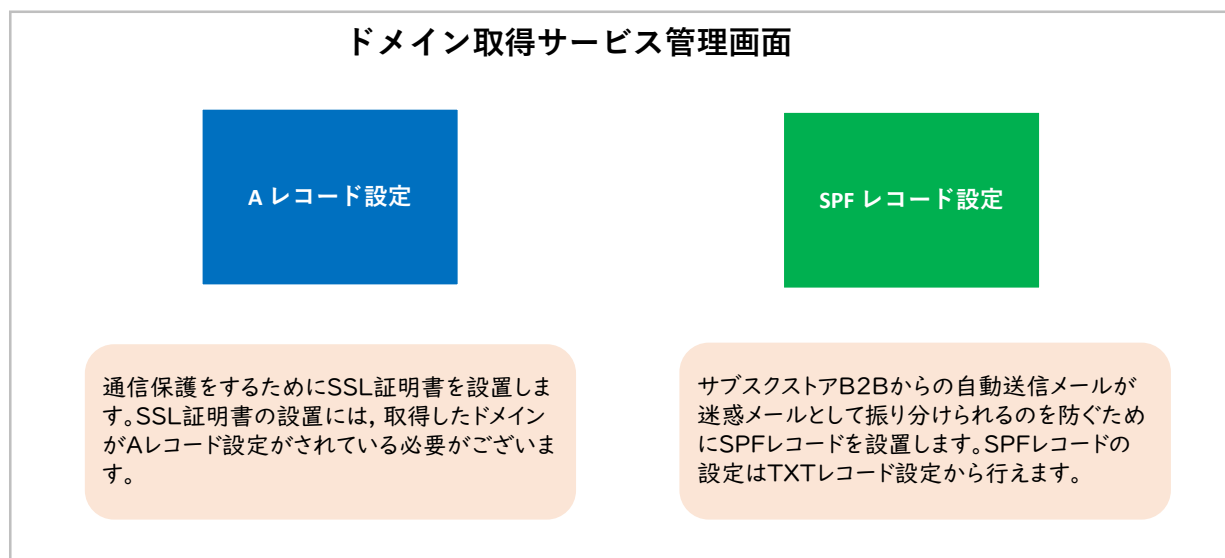 ドメイン取得サービス管理画面
A レコード設定
SPF レコード設定
通信保護をするためにSSL証明書を設置しま
す。SSL証明書の設置には, 取得したドメイン
がAレコード設定がされている必要がございま
す。
サブスクストアB2Bからの自動送信メールが
迷惑メールとして振り分けられるのを防ぐため
にSPFレコードを設置します。SPFレコードの
設定はTXTレコード設定から行えます。